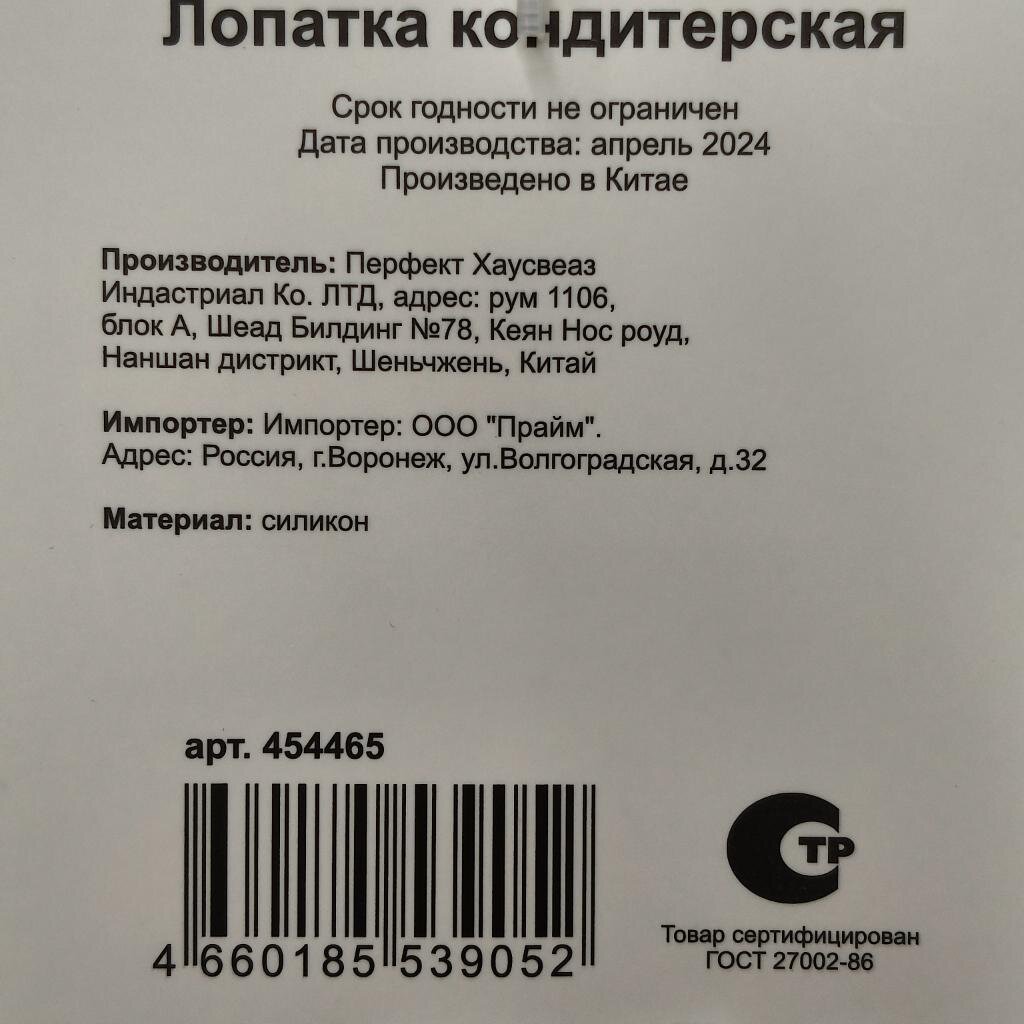 Лопатка кондитерская
Срок годности не ограничен
Дата производства: апрель 2024
Произведено в Китае
Производитель: Перфект Хаусвеаз
Индастриал Ко. ЛТД, адрес: рум 1106,
блок А, Шеад Билдинг №78, Кеян Нос роуд,
Наншан дистрикт, Шеньчжень, Китай
Импортер: Импортер: ООО "Прайм".
Адрес: Россия, г.Воронеж, ул.Волгоградская, д.32
Материал: силикон
арт. 454465
4 660185 539052
СТР
Товар сертифицирован
ГОСТ 27002-86